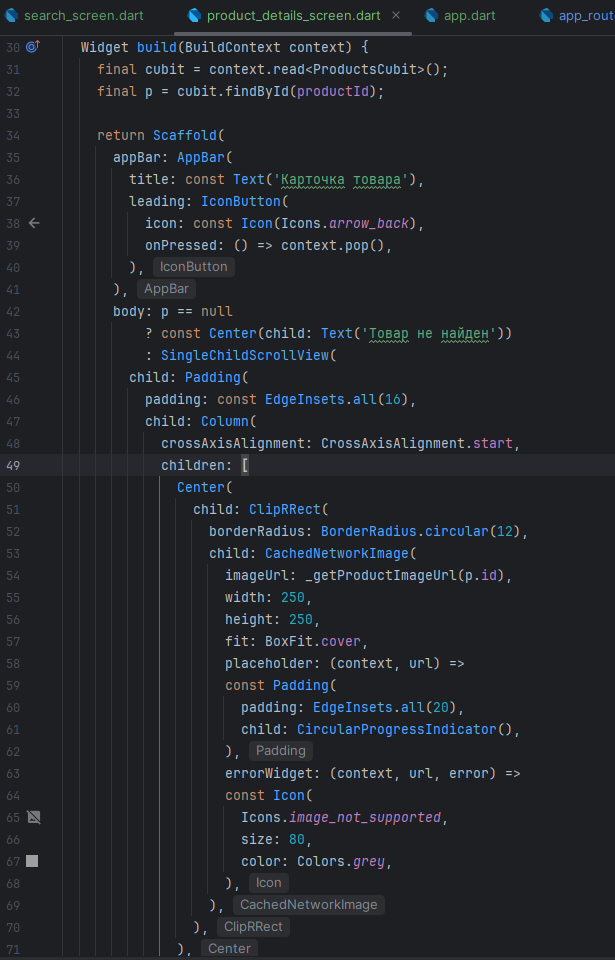 search_screen.dart product_details_screen.dart × app.dart app_rout
30 Widget build(BuildContext context) {
31 final cubit = context.read<ProductsCubit>();
32 final p = cubit.findById(productId);
33
34 return Scaffold(
35 appBar: AppBar(
36 title: const Text('Карточка товара'),
37 leading: IconButton(
38 icon: const Icon(Icons.arrow_back),
39 onPressed: () => context.pop(),
40 ), IconButton
41 ), AppBar
42 body: p == null
43 ? const Center(child: Text('Товар не найден'))
44 : SingleChildScrollView(
45 child: Padding(
46 padding: const EdgeInsets.all(16),
47 child: Column(
48 crossAxisAlignment: CrossAxisAlignment.start,
49 children: [
50 Center(
51 child: ClipRRect(
52 borderRadius: BorderRadius.circular(12),
53 child: CachedNetworkImage(
54 imageUrl: _getProductImageUrl(p.id),
55 width: 250,
56 height: 250,
57 fit: BoxFit.cover,
58 placeholder: (context, url) =>
59 const Padding(
60 padding: EdgeInsets.all(20),
61 child: CircularProgressIndicator(),
62 ), Padding
63 errorWidget: (context, url, error) =>
64 const Icon(
65 Icons.image_not_supported,
66 size: 80,
67 color: Colors.grey,
68 ), Icon
69 ), CachedNetworkImage
70 ), ClipRRect
71 ), Center